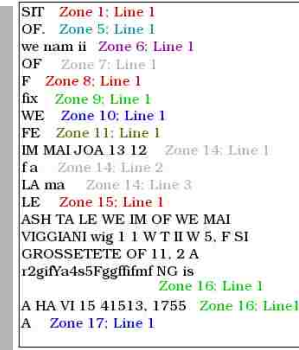 SIT Zone 1; Line 1
OF. Zone 5; Line 1
we nam ii Zone 6; Line 1
OF Zone 7; Line 1
F Zone 8; Line 1
fix Zone 9; Line 1
WE Zone 10; Line 1
FE Zone 11; Line 1
IM MAI JOA 13 12 Zone 14; Line 1
f a Zone 14; Line 2
LA ma Zone 14; Line 3
LE Zone 15; Line 1
ASH TA LE WE IM OF WE MAI
VIGGIANI wig 1 1 W T II W 5, F SI
GROSSETETE OF 11, 2 A
r2gifYa4s5Fggffifmf NG is
Zone 16; Line 1
A HA VI 15 41513, 1755 Zone 16; Line1
A Zone 17; Line 1